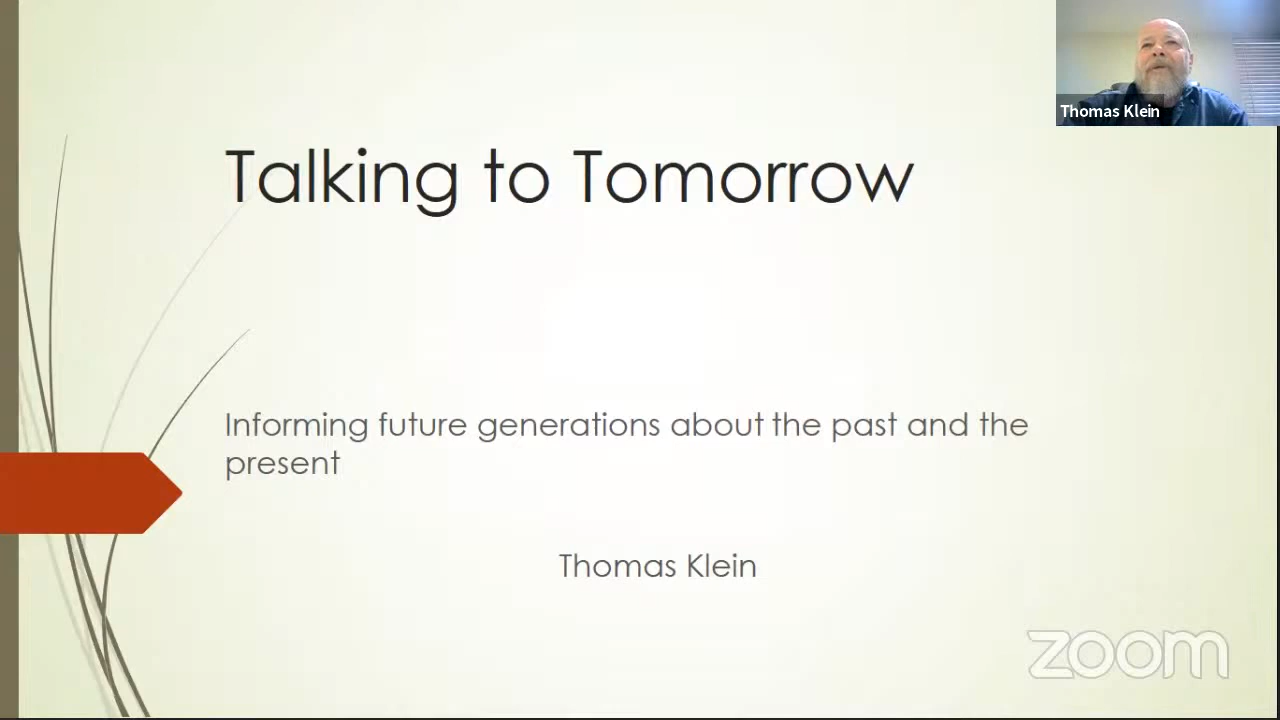 Thomas Klein
Talking to Tomorrow
Informing future generations about the past and the
present
Thomas Klein
zoom